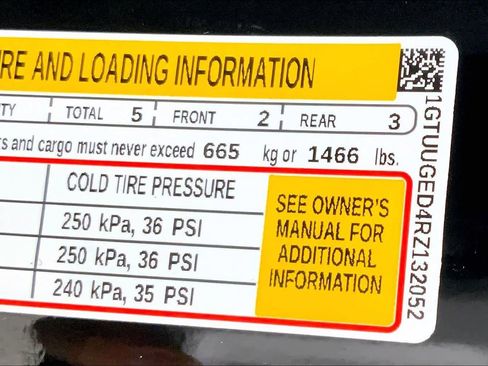 RE AND LOADING INFORMATION
TY TOTAL 5 FRONT 2 REAR 3
s and cargo must never exceed 665 kg or 1466 lbs.
COLD TIRE PRESSURE
250 kPa, 36 PSI
250 kPa, 36 PSI
240 kPa, 35 PSI
SEE OWNER'S
MANUAL FOR
ADDITIONAL
INFORMATION
1GTUUGED4RZ132052